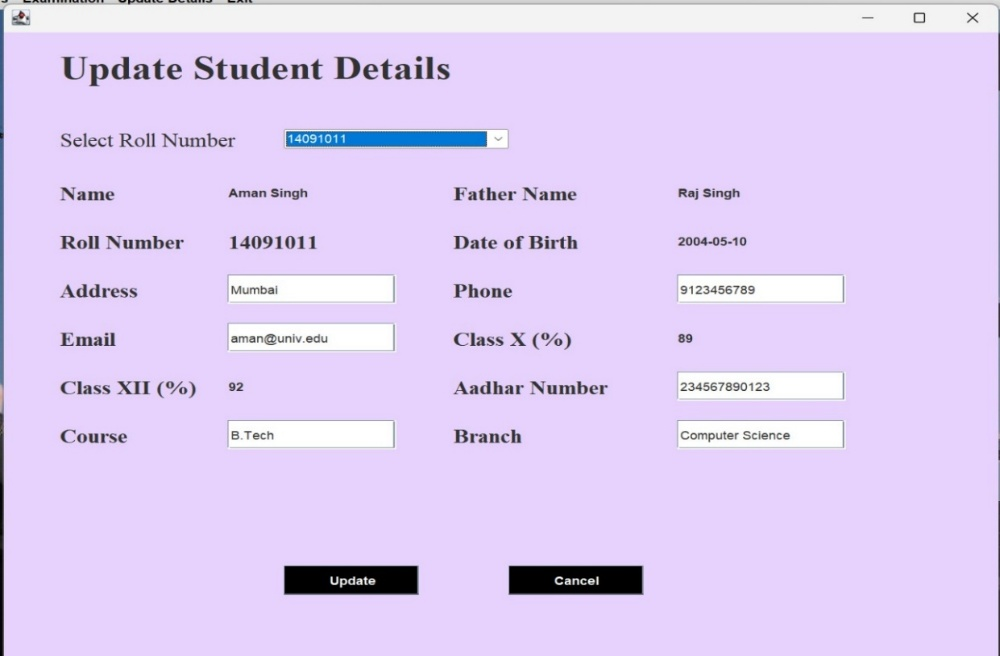 Examination Update Details Exit
Update Student Details
Select Roll Number 14091011
Name Aman Singh Father Name Raj Singh
Roll Number 14091011 Date of Birth 2004-05-10
Address Mumbai Phone 9123456789
Email aman@univ.edu Class X (%) 89
Class XII (%) 92 Aadhar Number 234567890123
Course B.Tech Branch Computer Science
Update Cancel